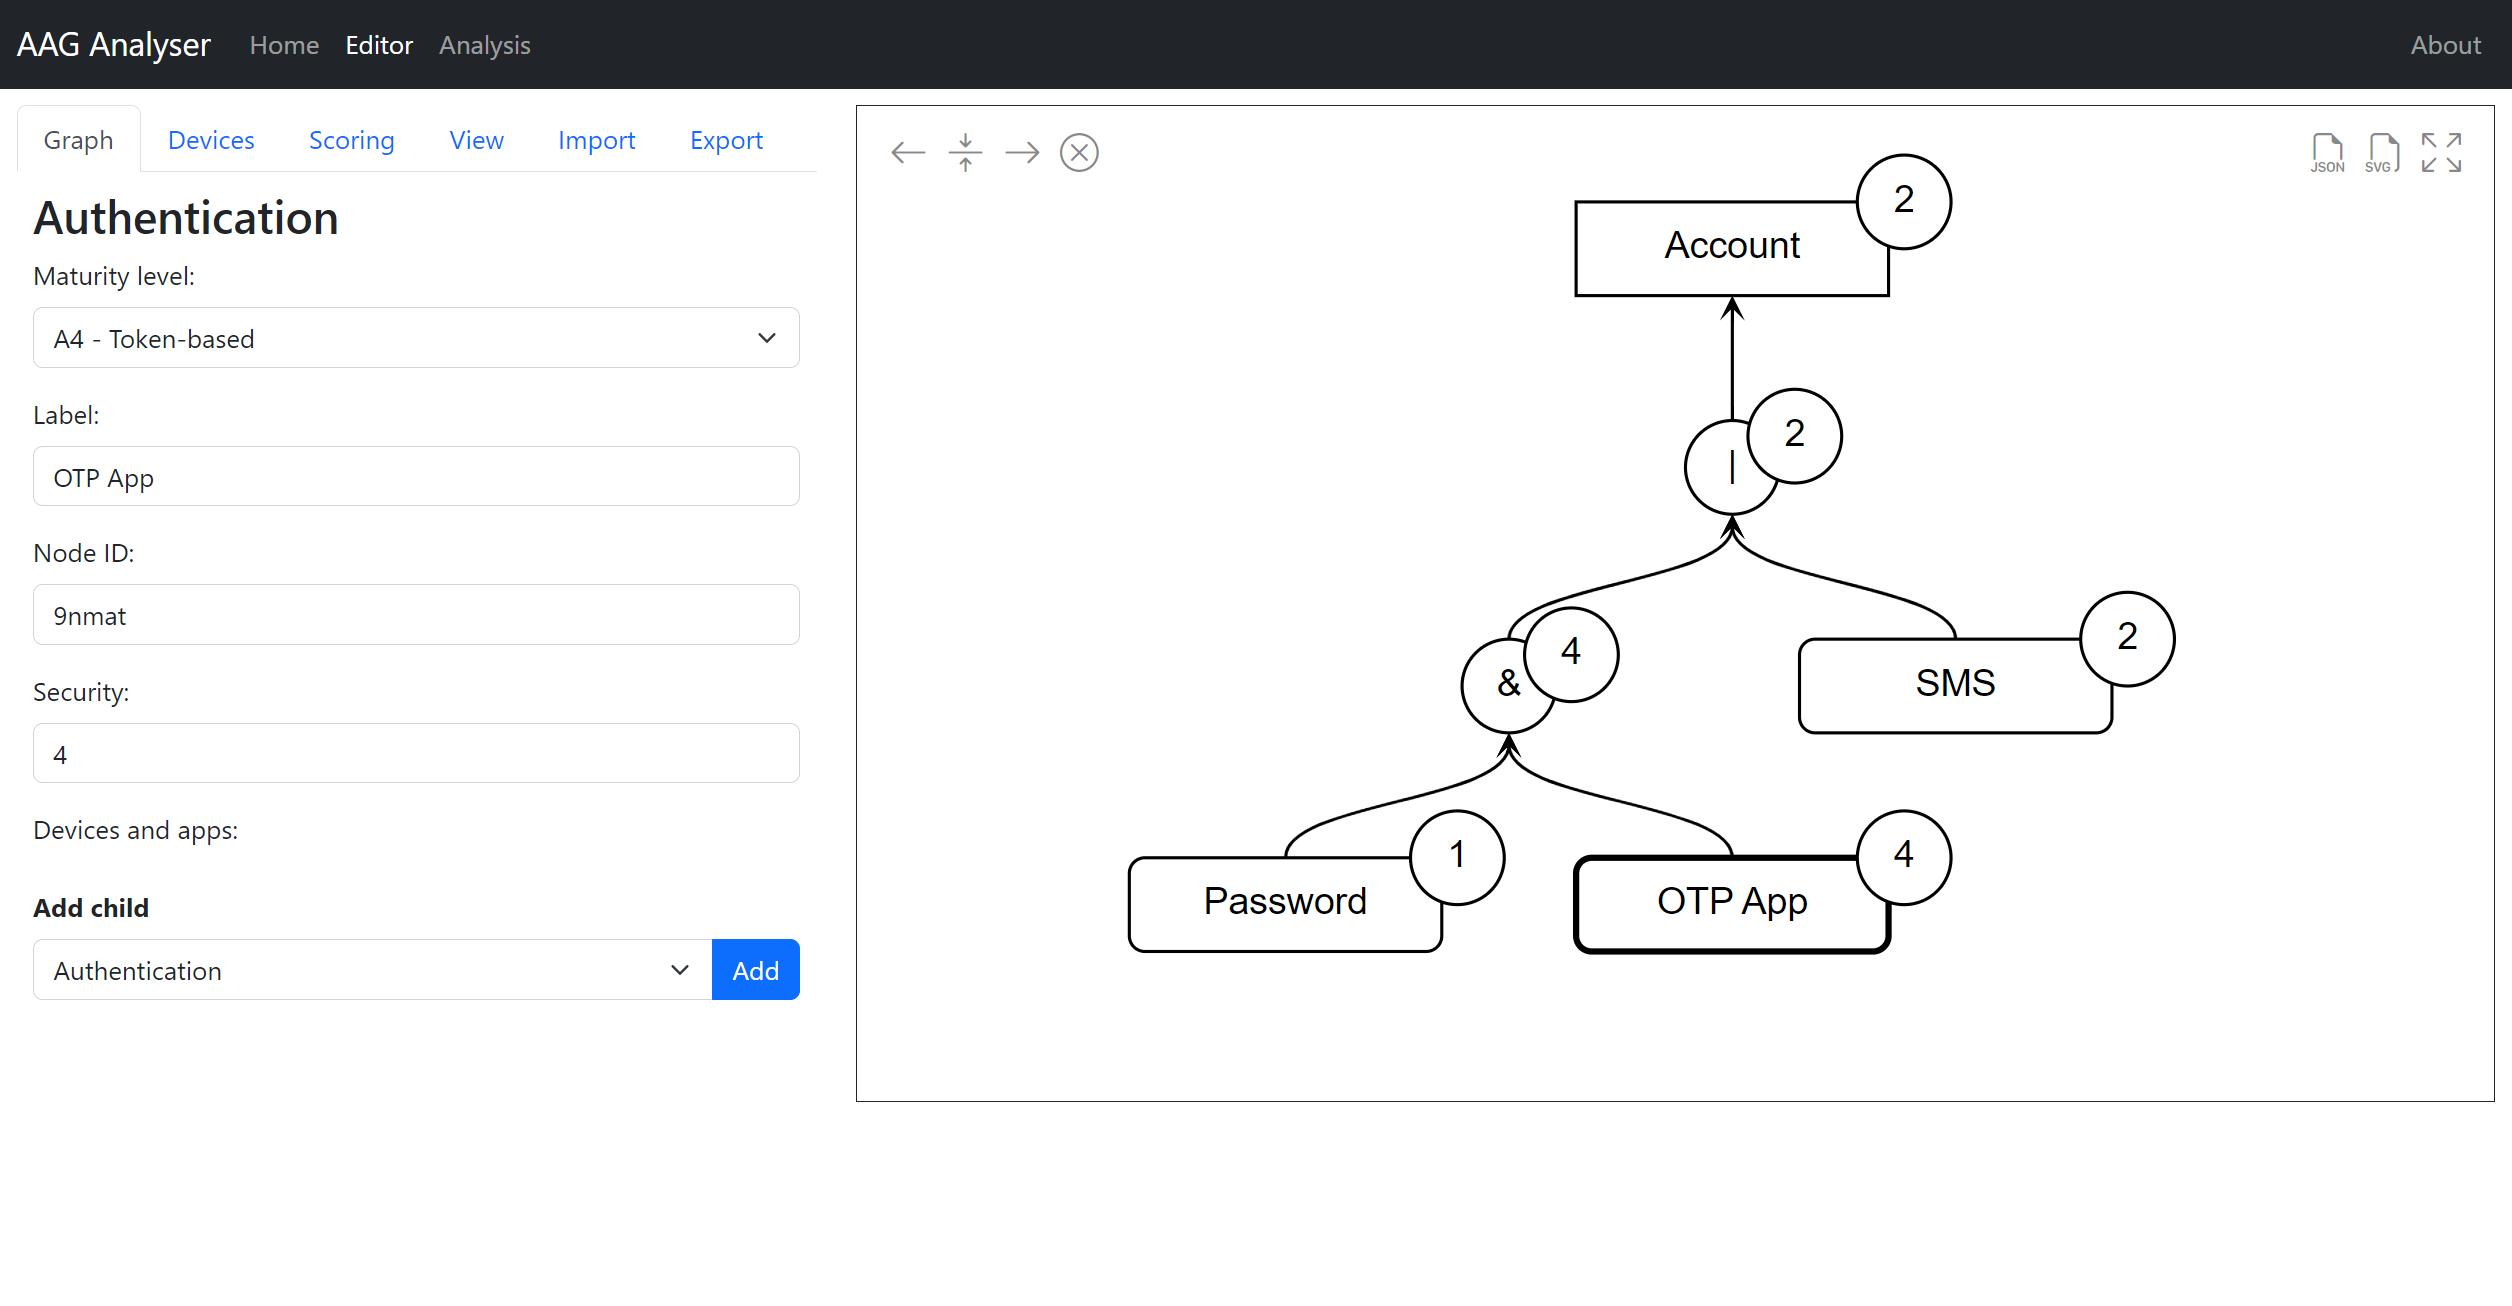 AAG Analyser Home Editor Analysis About
Graph Devices Scoring View Import Export
Authentication
Maturity level:
A4 - Token-based
Label:
OTP App
Node ID:
9nmat
Security:
4
Devices and apps:
Add child
Authentication Add
JSON SVG
2
Account
2
|
4
&
2
SMS
1
Password
4
OTP App